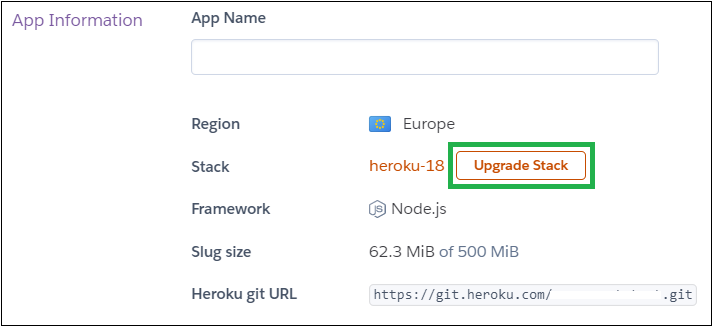 App Information
App Name
Region Europe
Stack heroku-18 Upgrade Stack
Framework Node.js
Slug size 62.3 MiB of 500 MiB
Heroku git URL https://git.heroku.com/ .git